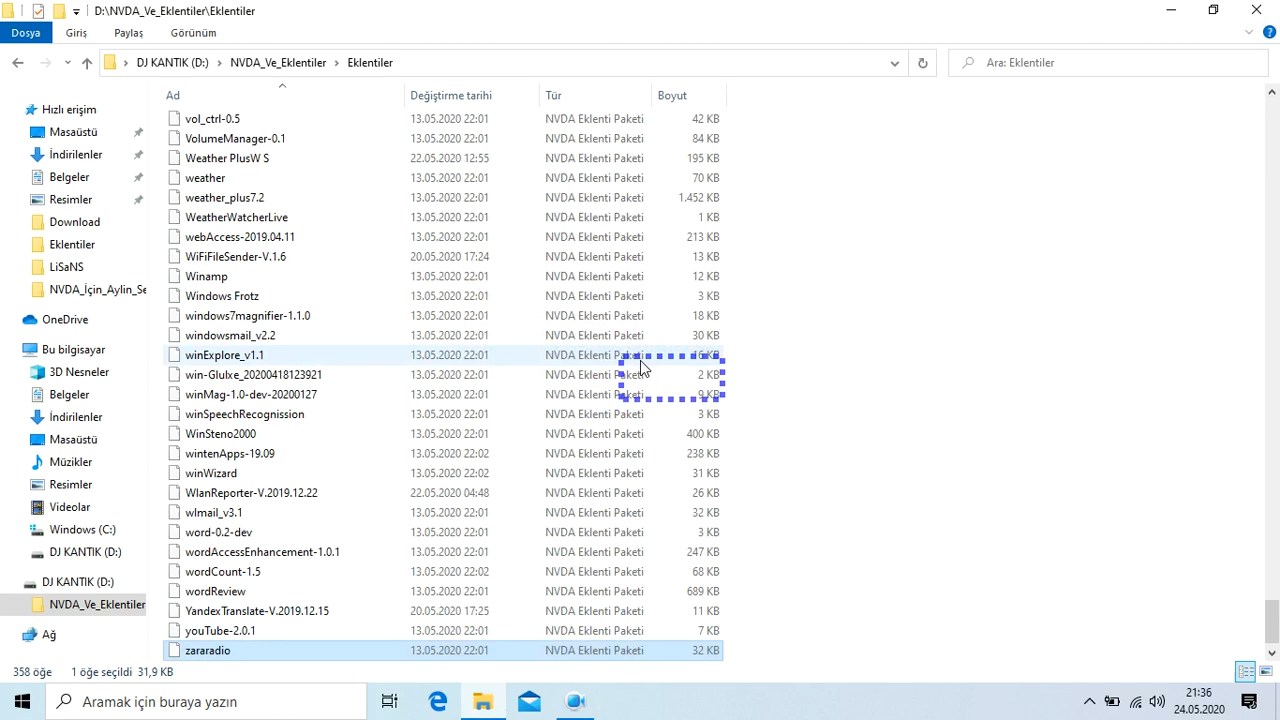 D:\NVDA_Ve_Eklentiler\Eklentiler
Dosya Giriş Paylaş Görünüm
DJ KANTIK (D:) NVDA_Ve_Eklentiler Eklentiler
Ara: Eklentiler
Ad Değiştirme tarihi Tür Boyut
Hızlı erişim
Masaüstü
İndirilenler
Belgeler
Resimler
Download
Eklentiler
LiSaNS
NVDA_İçin_Aylin_Se
OneDrive
Bu bilgisayar
3D Nesneler
Belgeler
İndirilenler
Masaüstü
Müzikler
Resimler
Videolar
Windows (C:)
DJ KANTIK (D:)
DJ KANTIK (D:)
NVDA_Ve_Eklentiler
Ağ
vol_ctrl-0.5 13.05.2020 22:01 NVDA Eklenti Paketi 42 KB
VolumeManager-0.1 13.05.2020 22:01 NVDA Eklenti Paketi 84 KB
Weather PlusW S 22.05.2020 12:55 NVDA Eklenti Paketi 195 KB
weather 13.05.2020 22:01 NVDA Eklenti Paketi 70 KB
weather_plus7.2 13.05.2020 22:01 NVDA Eklenti Paketi 1.452 KB
WeatherWatcherLive 13.05.2020 22:01 NVDA Eklenti Paketi 1 KB
webAccess-2019.04.11 13.05.2020 22:01 NVDA Eklenti Paketi 213 KB
WiFiFileSender-V.1.6 20.05.2020 17:24 NVDA Eklenti Paketi 13 KB
Winamp 13.05.2020 22:01 NVDA Eklenti Paketi 12 KB
Windows Frotz 13.05.2020 22:01 NVDA Eklenti Paketi 3 KB
windows7magnifier-1.1.0 13.05.2020 22:01 NVDA Eklenti Paketi 18 KB
windowsmail_v2.2 13.05.2020 22:01 NVDA Eklenti Paketi 30 KB
winExplore_v1.1 13.05.2020 22:01 NVDA Eklenti Paketi 16 KB
win-Glulxe_20200418123921 13.05.2020 22:01 NVDA Eklenti Paketi 2 KB
winMag-1.0-dev-20200127 13.05.2020 22:01 NVDA Eklenti Paketi 9 KB
winSpeechRecognission 13.05.2020 22:01 NVDA Eklenti Paketi 3 KB
WinSteno2000 13.05.2020 22:01 NVDA Eklenti Paketi 400 KB
wintenApps-19.09 13.05.2020 22:02 NVDA Eklenti Paketi 238 KB
winWizard 13.05.2020 22:02 NVDA Eklenti Paketi 31 KB
WlanReporter-V.2019.12.22 22.05.2020 04:48 NVDA Eklenti Paketi 26 KB
wlmail_v3.1 13.05.2020 22:01 NVDA Eklenti Paketi 32 KB
word-0.2-dev 13.05.2020 22:01 NVDA Eklenti Paketi 3 KB
wordAccessEnhancement-1.0.1 13.05.2020 22:01 NVDA Eklenti Paketi 247 KB
wordCount-1.5 13.05.2020 22:02 NVDA Eklenti Paketi 68 KB
wordReview 13.05.2020 22:01 NVDA Eklenti Paketi 689 KB
YandexTranslate-V.2019.12.15 20.05.2020 17:25 NVDA Eklenti Paketi 11 KB
youTube-2.0.1 13.05.2020 22:01 NVDA Eklenti Paketi 7 KB
zararadio 13.05.2020 22:01 NVDA Eklenti Paketi 32 KB
358 öğe 1 öğe seçildi 31,9 KB
Aramak için buraya yazın
21:36
24.05.2020